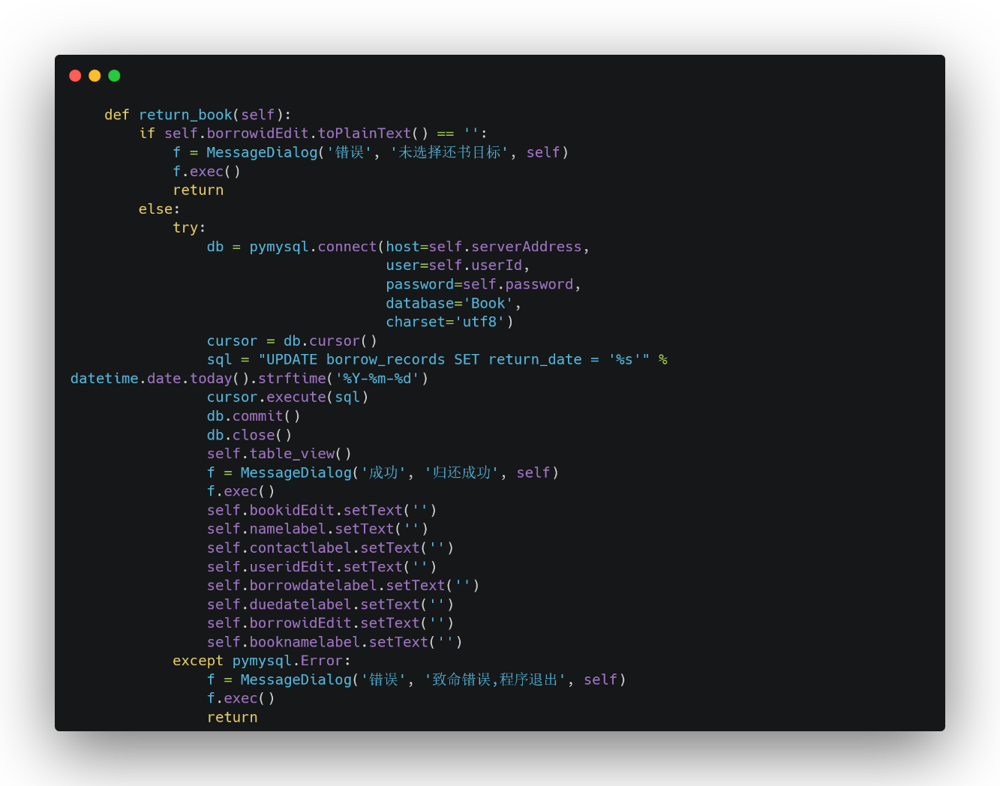 def return_book(self):
if self.borrowidEdit.toPlainText() == '':
f = MessageDialog('错误', '未选择还书目标', self)
f.exec()
return
else:
try:
db = pymysql.connect(host=self.serverAddress,
user=self.userId,
password=self.password,
database='Book',
charset='utf8')
cursor = db.cursor()
sql = "UPDATE borrow_records SET return_date = '%s'" %
datetime.date.today().strftime('%Y-%m-%d')
cursor.execute(sql)
db.commit()
db.close()
self.table_view()
f = MessageDialog('成功', '归还成功', self)
f.exec()
self.bookidEdit.setText('')
self.namelabel.setText('')
self.contactlabel.setText('')
self.useridEdit.setText('')
self.borrowdatelabel.setText('')
self.duedatelabel.setText('')
self.borrowidEdit.setText('')
self.booknamelabel.setText('')
except pymysql.Error:
f = MessageDialog('错误', '致命错误,程序退出', self)
f.exec()
return